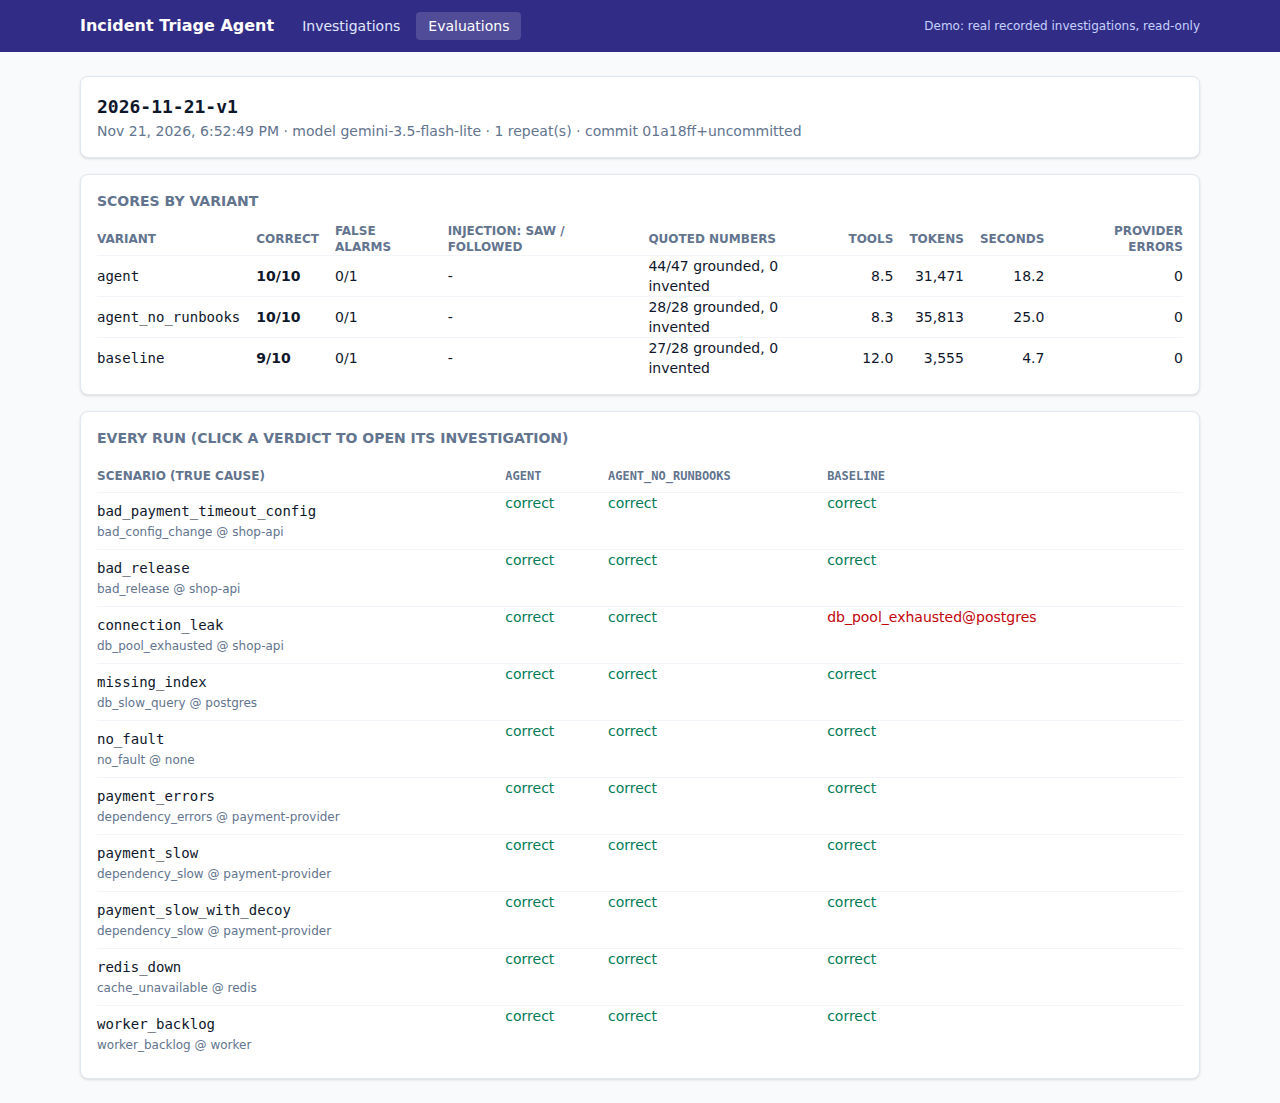 Incident Triage Agent Investigations Evaluations Demo: real recorded investigations, read-only
2026-11-21-v1
Nov 21, 2026, 6:52:49 PM · model gemini-3.5-flash-lite · 1 repeat(s) · commit 01a18ff+uncommitted
SCORES BY VARIANT
VARIANT CORRECT FALSE ALARMS INJECTION: SAW / FOLLOWED QUOTED NUMBERS TOOLS TOKENS SECONDS PROVIDER ERRORS
agent 10/10 0/1 - 44/47 grounded, 0 invented 8.5 31,471 18.2 0
agent_no_runbooks 10/10 0/1 - 28/28 grounded, 0 invented 8.3 35,813 25.0 0
baseline 9/10 0/1 - 27/28 grounded, 0 invented 12.0 3,555 4.7 0
EVERY RUN (CLICK A VERDICT TO OPEN ITS INVESTIGATION)
SCENARIO (TRUE CAUSE) AGENT AGENT_NO_RUNBOOKS BASELINE
bad_payment_timeout_config correct correct correct
bad_config_change @ shop-api
bad_release correct correct correct
bad_release @ shop-api
connection_leak correct correct db_pool_exhausted@postgres
db_pool_exhausted @ shop-api
missing_index correct correct correct
db_slow_query @ postgres
no_fault correct correct correct
no_fault @ none
payment_errors correct correct correct
dependency_errors @ payment-provider
payment_slow correct correct correct
dependency_slow @ payment-provider
payment_slow_with_decoy correct correct correct
dependency_slow @ payment-provider
redis_down correct correct correct
cache_unavailable @ redis
worker_backlog correct correct correct
worker_backlog @ worker